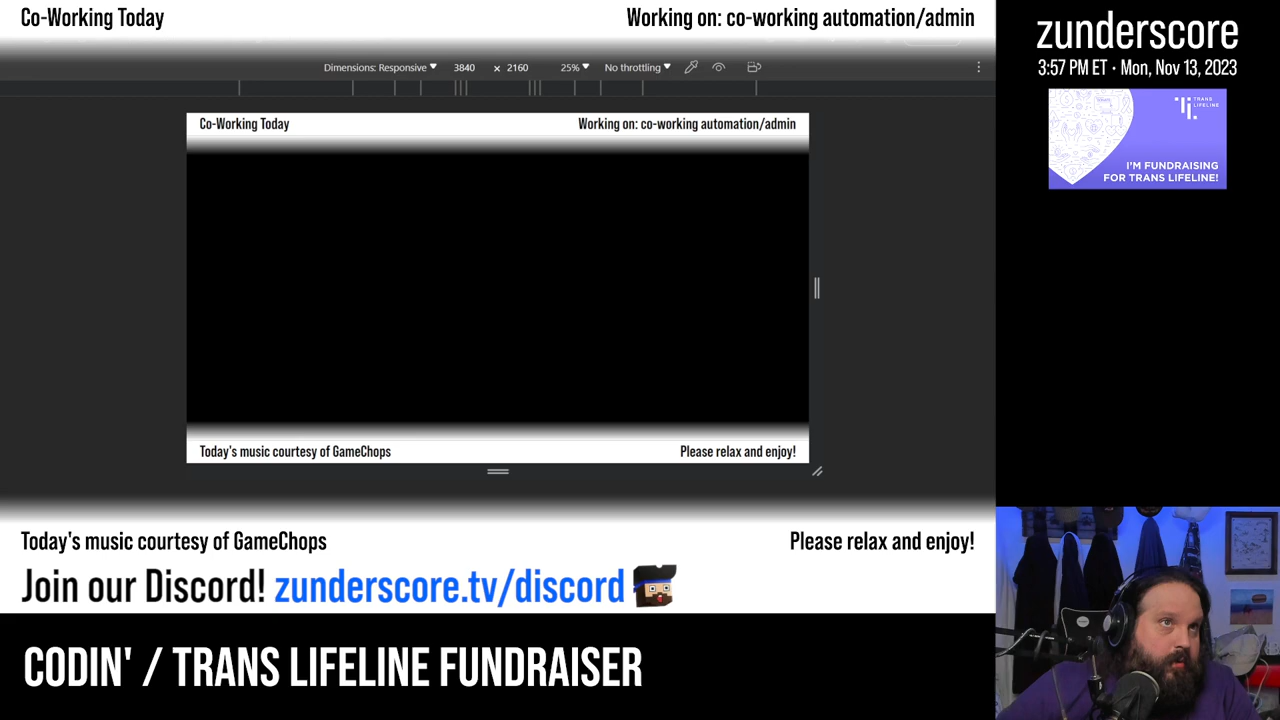 Co-Working Today
Working on: co-working automation/admin
zunderscore
3:57 PM ET · Mon, Nov 13, 2023
TRANS
LIFELINE
I'M FUNDRAISING
FOR TRANS LIFELINE!
Dimensions: Responsive 3840 × 2160 25% No throttling
Co-Working Today
Working on: co-working automation/admin
Today's music courtesy of GameChops
Please relax and enjoy!
Today's music courtesy of GameChops
Please relax and enjoy!
Join our Discord! zunderscore.tv/discord
CODIN' / TRANS LIFELINE FUNDRAISER